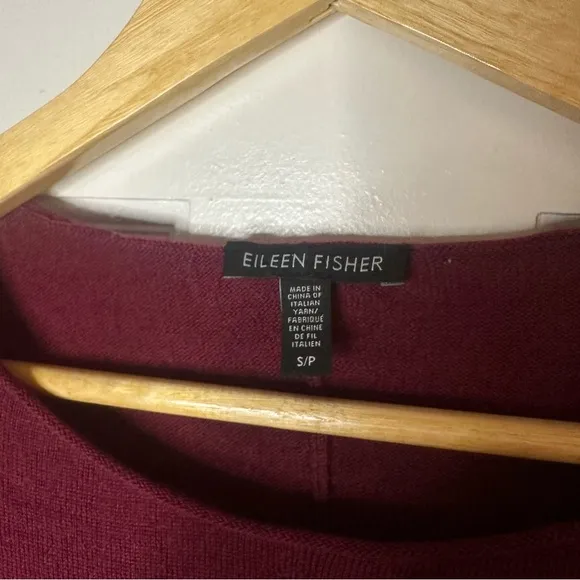 EILEEN FISHER
MADE IN
CHINA OF
ITALIAN
YARN/
FABRIQUÉ
EN CHINE
DE FIL
ITALIEN
S/P